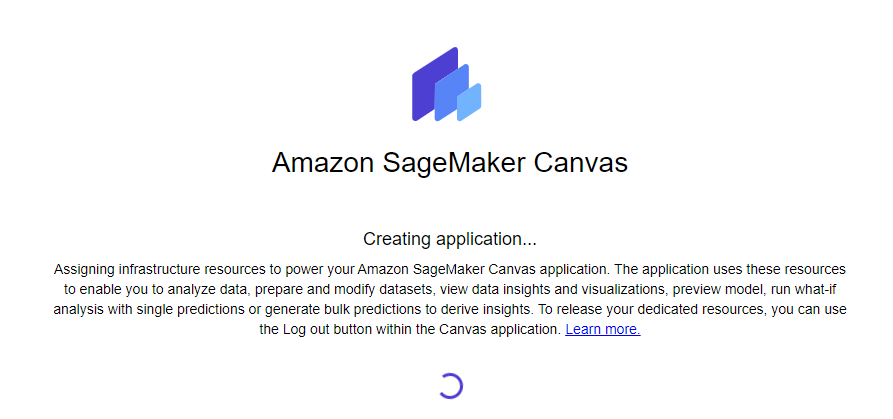 Amazon SageMaker Canvas
Creating application...
Assigning infrastructure resources to power your Amazon SageMaker Canvas application. The application uses these resources
to enable you to analyze data, prepare and modify datasets, view data insights and visualizations, preview model, run what-if
analysis with single predictions or generate bulk predictions to derive insights. To release your dedicated resources, you can use
the Log out button within the Canvas application. Learn more.